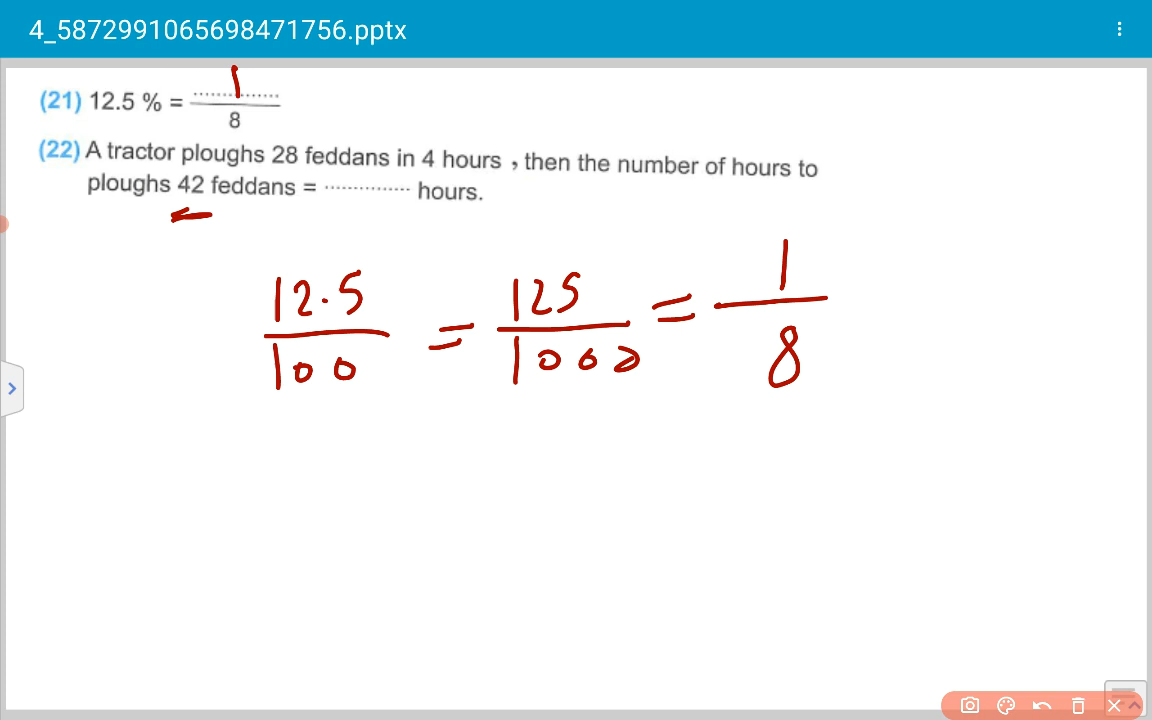 4_5872991065698471756.pptx
(21) 12.5 % = 1/8
(22) A tractor ploughs 28 feddans in 4 hours , then the number of hours to
ploughs 42 feddans = ............... hours.
12.5/100 = 125/1000 = 1/8